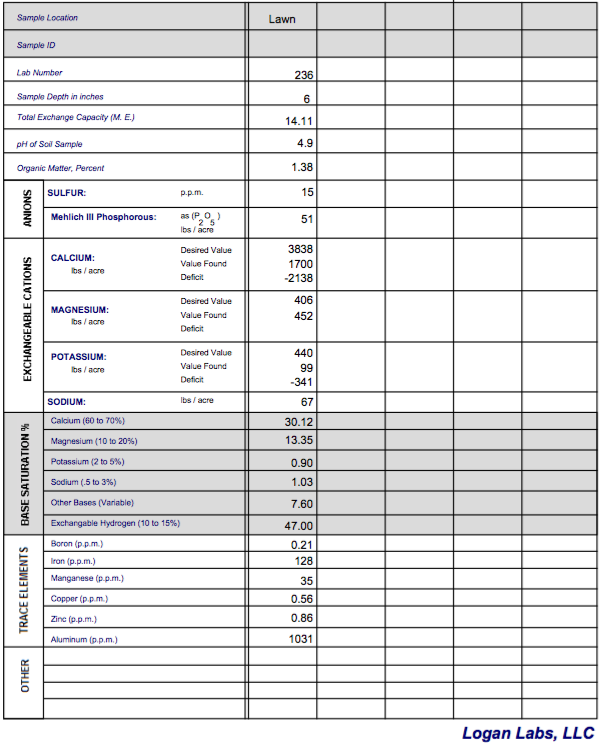 Sample Location Lawn
Sample ID
Lab Number 236
Sample Depth in inches 6
Total Exchange Capacity (M. E.) 14.11
pH of Soil Sample 4.9
Organic Matter, Percent 1.38
ANIONS
SULFUR: p.p.m. 15
Mehlich III Phosphorous: as (P2O5) lbs / acre 51
EXCHANGEABLE CATIONS
CALCIUM: lbs / acre
Desired Value 3838
Value Found 1700
Deficit -2138
MAGNESIUM: lbs / acre
Desired Value 406
Value Found 452
Deficit
POTASSIUM: lbs / acre
Desired Value 440
Value Found 99
Deficit -341
SODIUM: lbs / acre 67
BASE SATURATION %
Calcium (60 to 70%) 30.12
Magnesium (10 to 20%) 13.35
Potassium (2 to 5%) 0.90
Sodium (.5 to 3%) 1.03
Other Bases (Variable) 7.60
Exchangable Hydrogen (10 to 15%) 47.00
TRACE ELEMENTS
Boron (p.p.m.) 0.21
Iron (p.p.m.) 128
Manganese (p.p.m.) 35
Copper (p.p.m.) 0.56
Zinc (p.p.m.) 0.86
Aluminum (p.p.m.) 1031
OTHER
Logan Labs, LLC